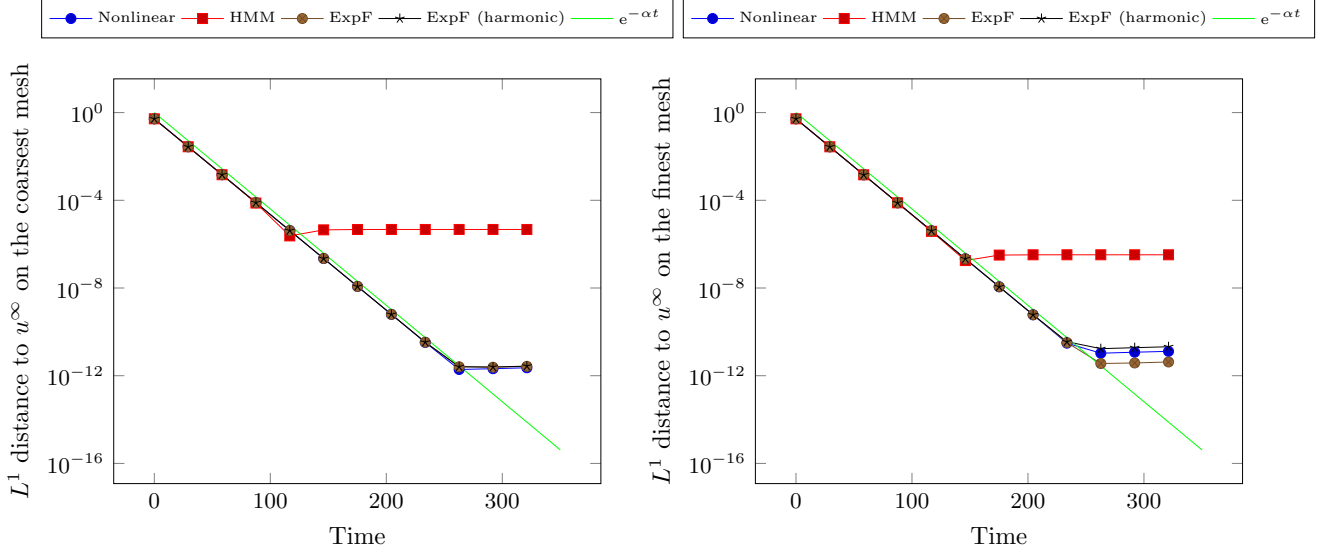 Nonlinear HMM ExpF ExpF (harmonic) e^{−αt}
L^1 distance to u^∞ on the coarsest mesh
10^0
10^{−4}
10^{−8}
10^{−12}
10^{−16}
0 100 200 300
Time
Nonlinear HMM ExpF ExpF (harmonic) e^{−αt}
L^1 distance to u^∞ on the finest mesh
10^0
10^{−4}
10^{−8}
10^{−12}
10^{−16}
0 100 200 300
Time